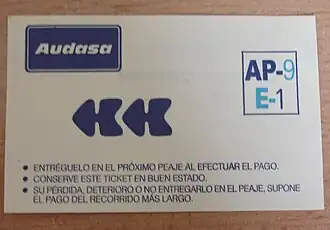 Audasa
AP-9
E-1
• ENTRÉGUELO EN EL PRÓXIMO PEAJE AL EFECTUAR EL PAGO.
• CONSERVE ESTE TICKET EN BUEN ESTADO.
• SU PÉRDIDA, DETERIORO O NO ENTREGARLO EN EL PEAJE, SUPONE
EL PAGO DEL RECORRIDO MÁS LARGO.